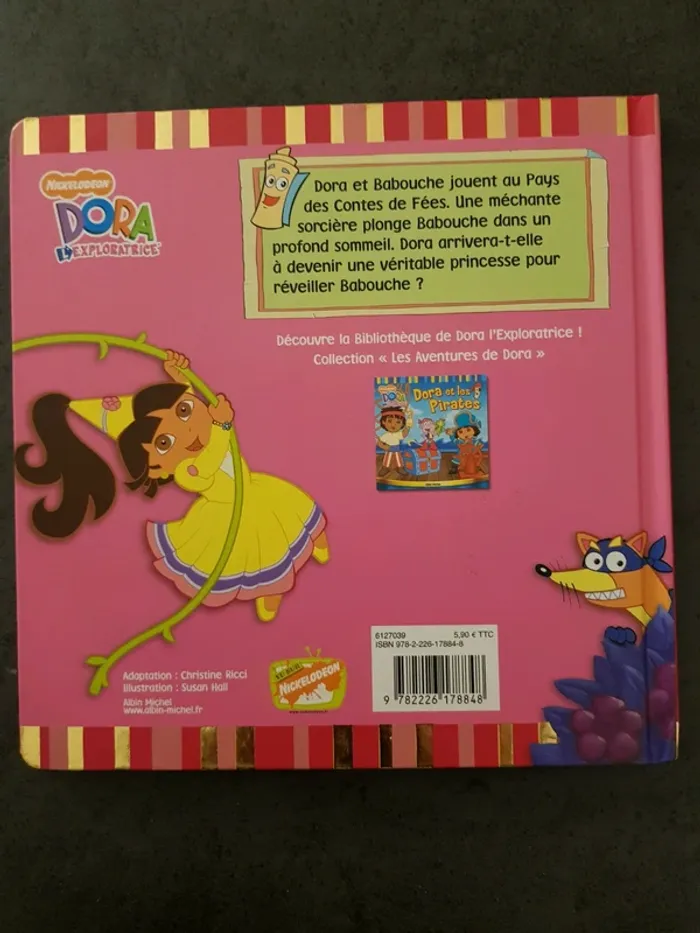 NICKELODEON
DORA
L'EXPLORATRICE
Dora et Babouche jouent au Pays
des Contes de Fées. Une méchante
sorcière plonge Babouche dans un
profond sommeil. Dora arrivera-t-elle
à devenir une véritable princesse pour
réveiller Babouche ?
Découvre la Bibliothèque de Dora l'Exploratrice !
Collection « Les Aventures de Dora »
DORA
Dora et les
Pirates
6127039 5,90 € TTC
ISBN 978-2-226-17884-8
9 782226 178848
Adaptation : Christine Ricci
Illustration : Susan Hall
Albin Michel
www.albin-michel.fr
NICKELODEON